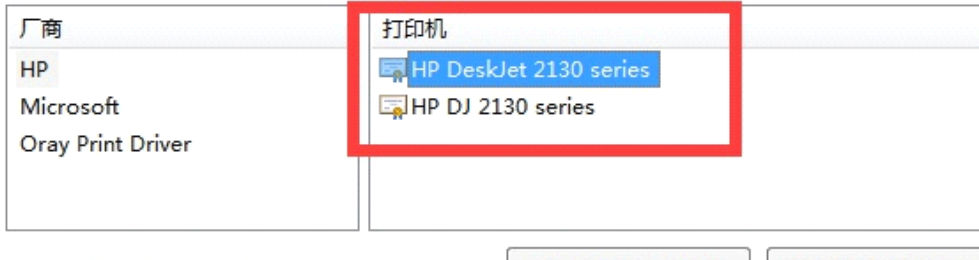 厂商
HP
Microsoft
Oray Print Driver
打印机
HP DeskJet 2130 series
HP DJ 2130 series